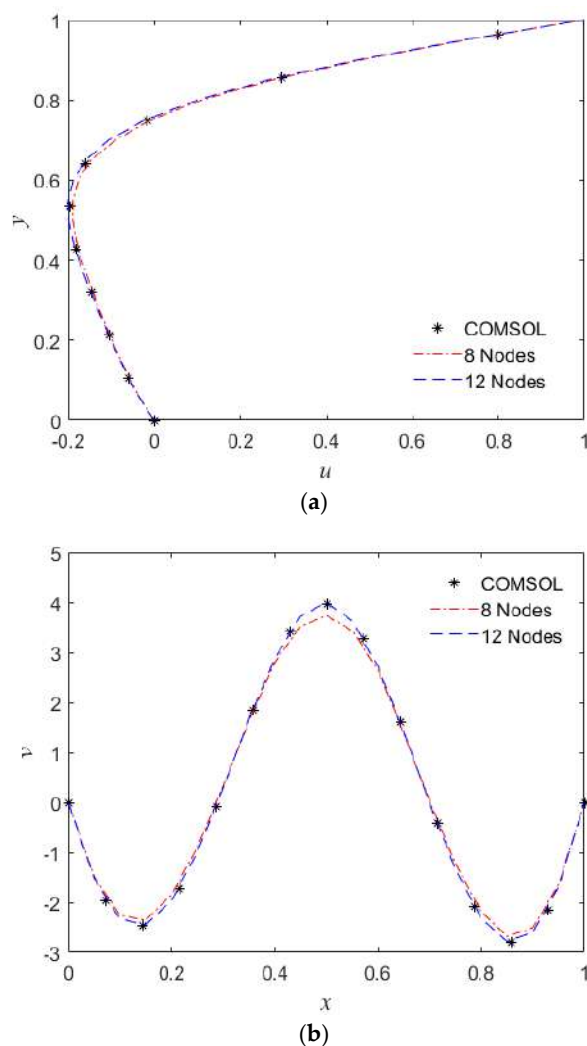 1
0.8
0.6
0.4
0.2
0
y
COMSOL
8 Nodes
12 Nodes
-0.2 0 0.2 0.4 0.6 0.8 1
u
(a)
5
4
3
2
1
0
-1
-2
-3
v
COMSOL
8 Nodes
12 Nodes
0 0.2 0.4 0.6 0.8 1
x
(b)